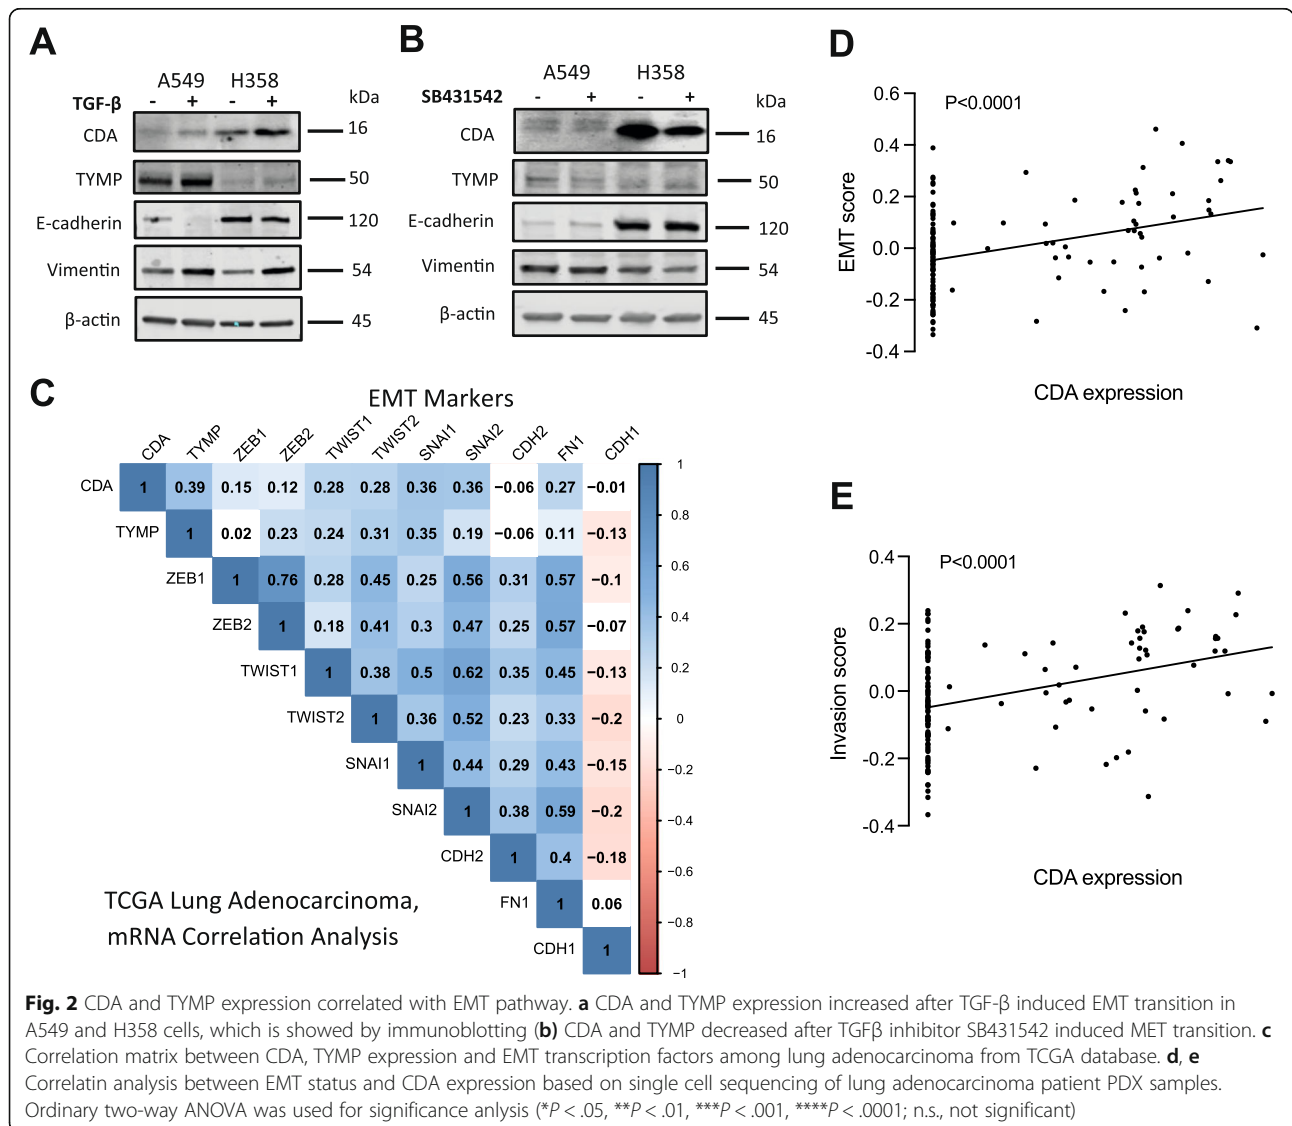 A
A549 H358
TGF-β - + - + kDa
CDA 16
TYMP 50
E-cadherin 120
Vimentin 54
β-actin 45
B
A549 H358
SB431542 - + - + kDa
CDA 16
TYMP 50
E-cadherin 120
Vimentin 54
β-actin 45
C
EMT Markers
CDA TYMP ZEB1 ZEB2 TWIST1 TWIST2 SNAI1 SNAI2 CDH2 FN1 CDH1
CDA 1 0.39 0.15 0.12 0.28 0.28 0.36 0.36 −0.06 0.27 −0.01
TYMP 1 0.02 0.23 0.24 0.31 0.35 0.19 −0.06 0.11 −0.13
ZEB1 1 0.76 0.28 0.45 0.25 0.56 0.31 0.57 −0.1
ZEB2 1 0.18 0.41 0.3 0.47 0.25 0.57 −0.07
TWIST1 1 0.38 0.5 0.62 0.35 0.45 −0.13
TWIST2 1 0.36 0.52 0.23 0.33 −0.2
SNAI1 1 0.44 0.29 0.43 −0.15
SNAI2 1 0.38 0.59 −0.2
CDH2 1 0.4 −0.18
FN1 1 0.06
CDH1 1
1
0.8
0.6
0.4
0.2
0
−0.2
−0.4
−0.6
−0.8
−1
TCGA Lung Adenocarcinoma,
mRNA Correlation Analysis
D
P<0.0001
EMT score
0.6
0.4
0.2
0.0
-0.2
-0.4
CDA expression
E
P<0.0001
Invasion score
0.4
0.2
0.0
-0.2
-0.4
CDA expression
Fig. 2 CDA and TYMP expression correlated with EMT pathway. a CDA and TYMP expression increased after TGF-β induced EMT transition in
A549 and H358 cells, which is showed by immunoblotting (b) CDA and TYMP decreased after TGFβ inhibitor SB431542 induced MET transition. c
Correlation matrix between CDA, TYMP expression and EMT transcription factors among lung adenocarcinoma from TCGA database. d, e
Correlatin analysis between EMT status and CDA expression based on single cell sequencing of lung adenocarcinoma patient PDX samples.
Ordinary two-way ANOVA was used for significance anlysis (*P < .05, **P < .01, ***P < .001, ****P < .0001; n.s., not significant)